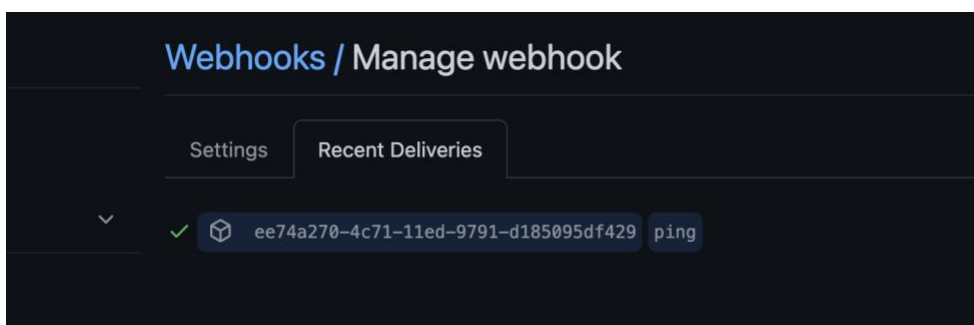 Webhooks / Manage webhook
Settings Recent Deliveries
ee74a270-4c71-11ed-9791-d185095df429 ping